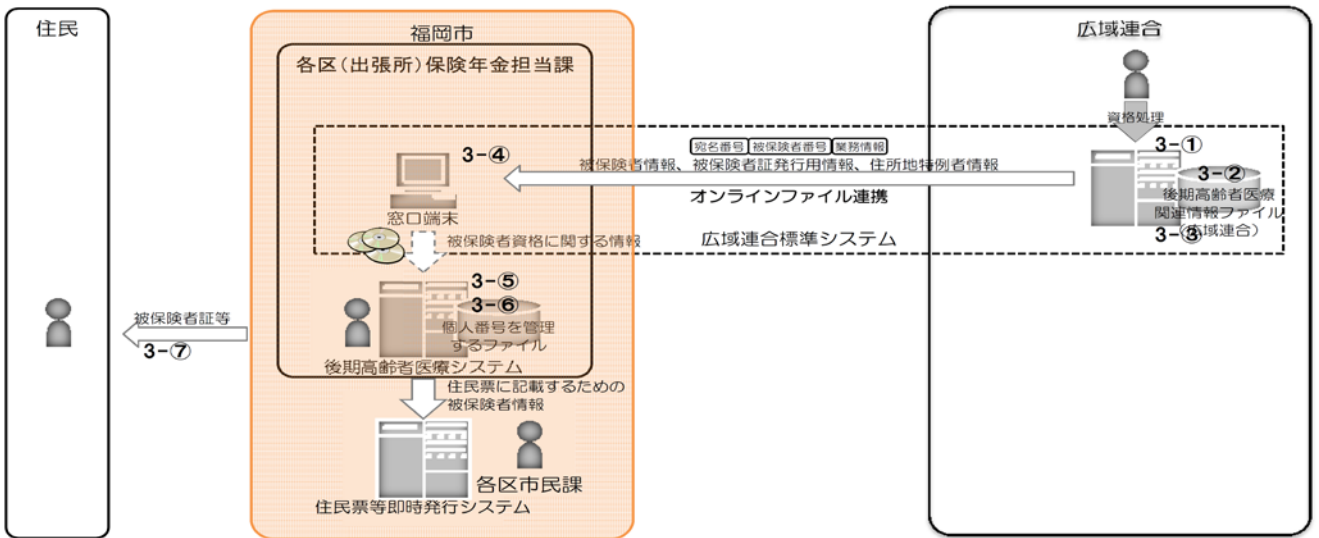 住民
福岡市
各区(出張所)保険年金担当課
広域連合
資格処理
3-①
3-②
後期高齢者医療
関連情報ファイル
(広域連合)
3-③
宛名番号 被保険者番号 業務情報
被保険者情報、被保険者証発行用情報、住所地特例者情報
オンラインファイル連携
広域連合標準システム
3-④
窓口端末
被保険者資格に関する情報
3-⑤
3-⑥
個人番号を管理
するファイル
後期高齢者医療システム
被保険者証等
3-⑦
住民票に記載するための
被保険者情報
各区市民課
住民票等即時発行システム